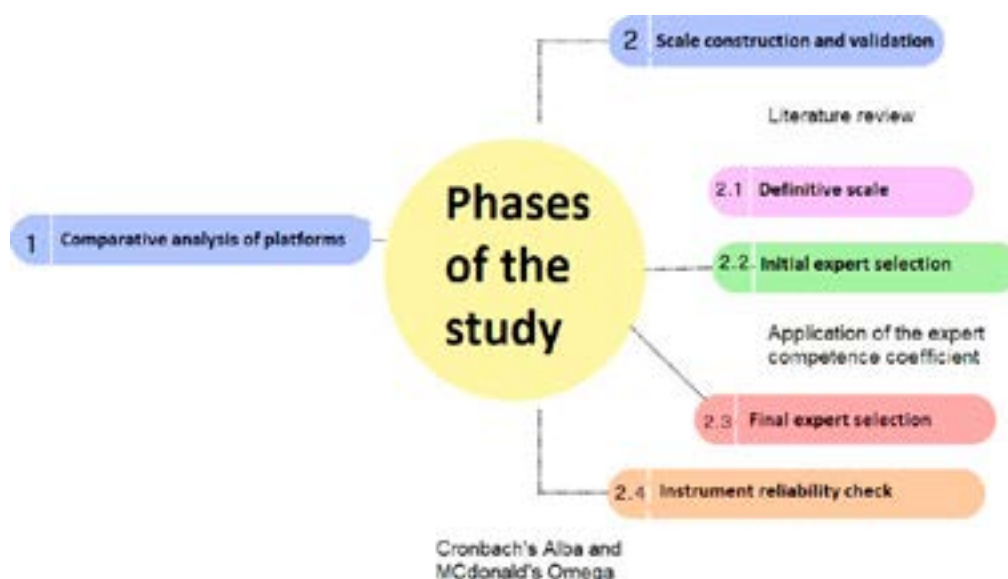 2 Scale construction and validation
Literature review
2.1 Definitive scale
1 Comparative analysis of platforms
Phases
of the
study
2.2 Initial expert selection
Application of the expert
competence coefficient
2.3 Final expert selection
2.4 Instrument reliability check
Cronbach's Alba and
MCdonald's Omega